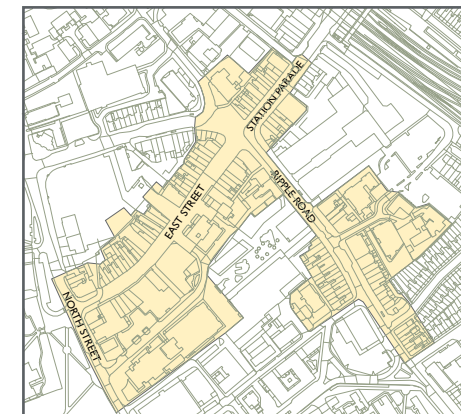 STATION PARADE
RIPPLE ROAD
EAST STREET
NORTH STREET